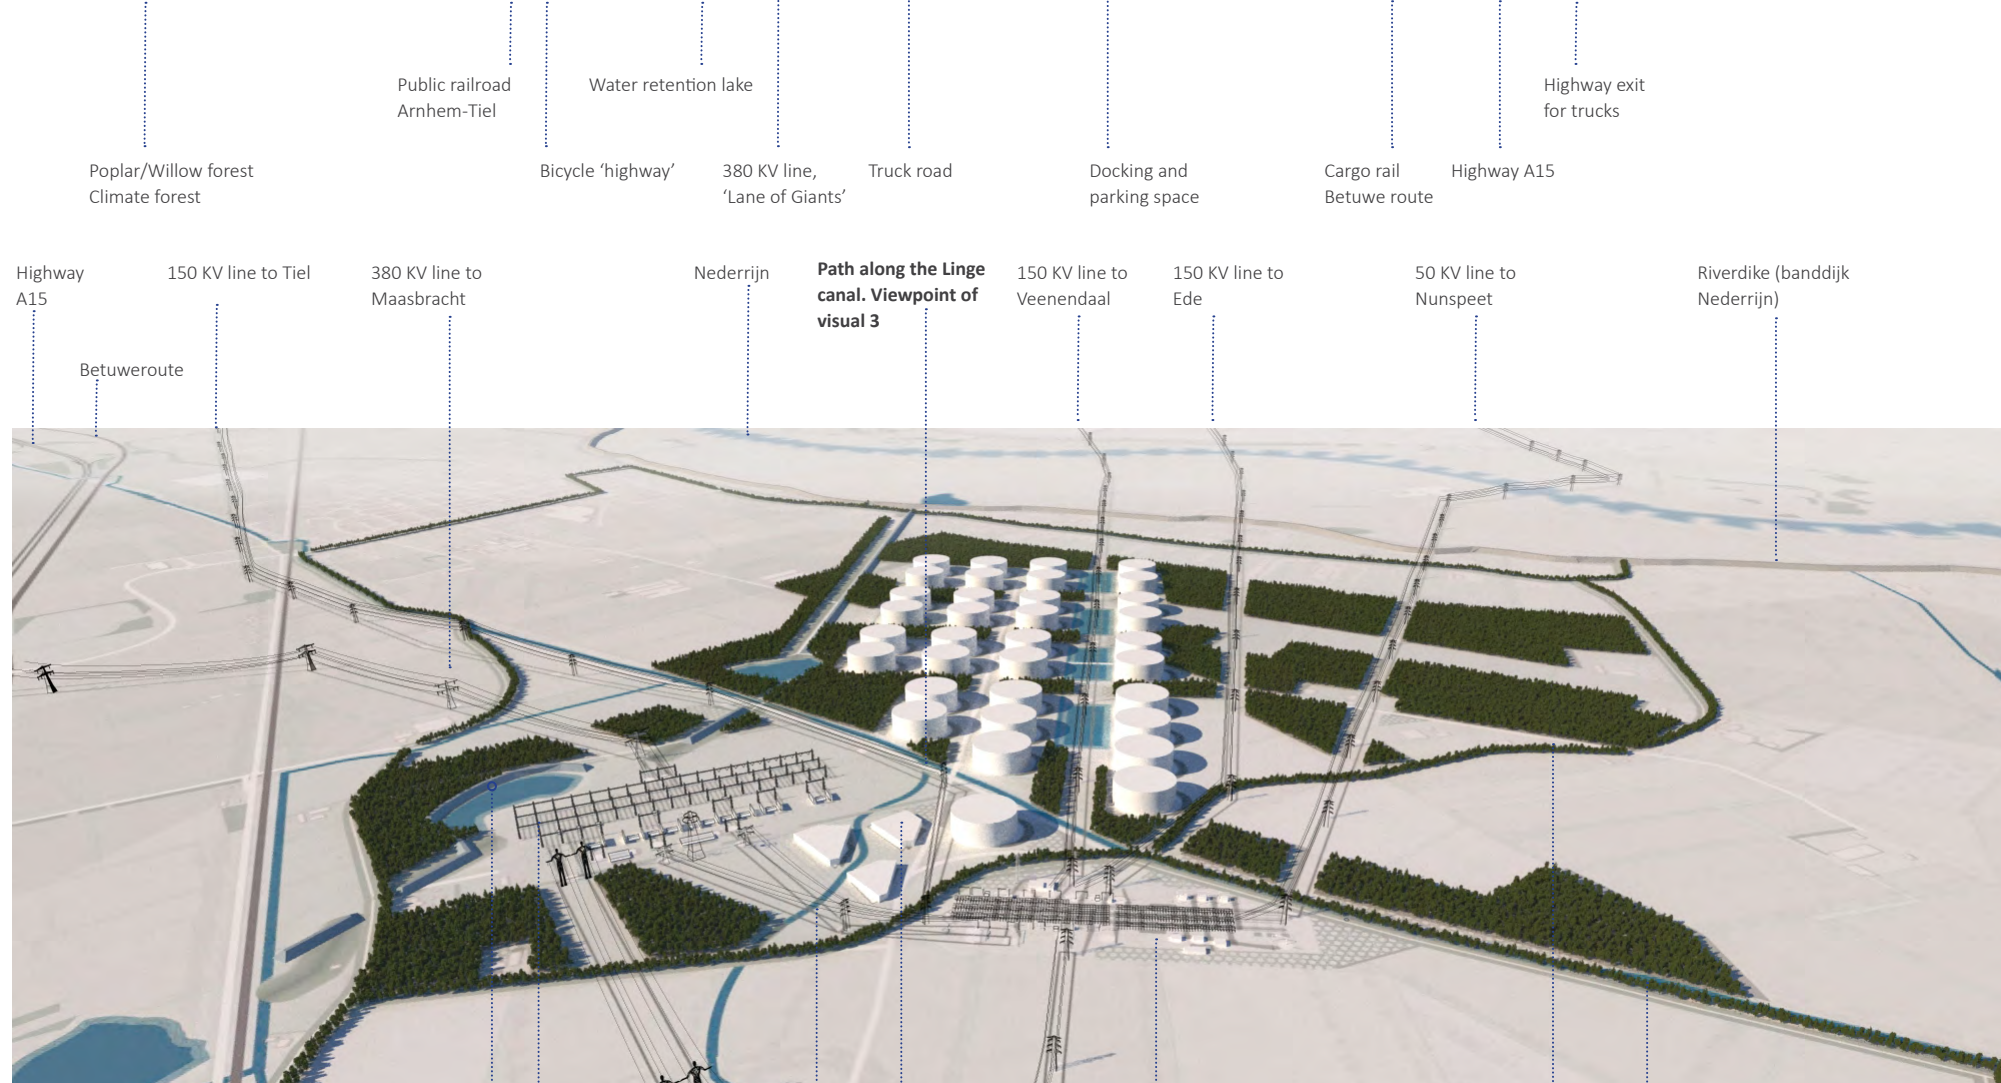 Public railroad
Arnhem-Tiel
Water retention lake
Highway exit
for trucks
Poplar/Willow forest
Climate forest
Bicycle ‘highway’
380 KV line,
‘Lane of Giants’
Truck road
Docking and
parking space
Cargo rail
Betuwe route
Highway A15
Highway
A15
150 KV line to Tiel
380 KV line to
Maasbracht
Nederrijn
Path along the Linge
canal. Viewpoint of
visual 3
150 KV line to
Veenendaal
150 KV line to
Ede
50 KV line to
Nunspeet
Riverdike (banddijk
Nederrijn)
Betuweroute